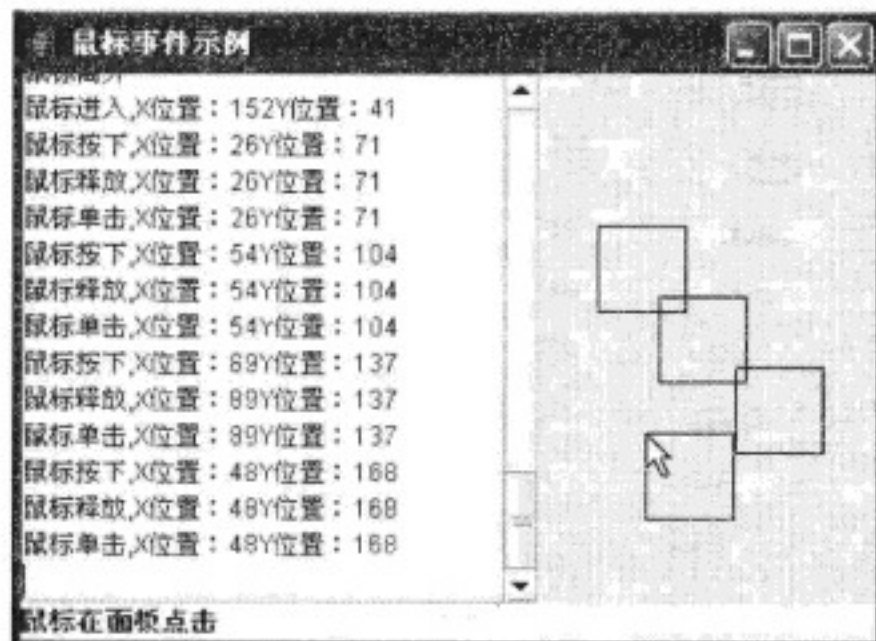 鼠标事件示例
鼠标离开
鼠标进入,X位置：152Y位置：41
鼠标按下,X位置：26Y位置：71
鼠标释放,X位置：26Y位置：71
鼠标单击,X位置：26Y位置：71
鼠标按下,X位置：54Y位置：104
鼠标释放,X位置：54Y位置：104
鼠标单击,X位置：54Y位置：104
鼠标按下,X位置：89Y位置：137
鼠标释放,X位置：89Y位置：137
鼠标单击,X位置：89Y位置：137
鼠标按下,X位置：48Y位置：168
鼠标释放,X位置：48Y位置：168
鼠标单击,X位置：48Y位置：168
鼠标在面板点击